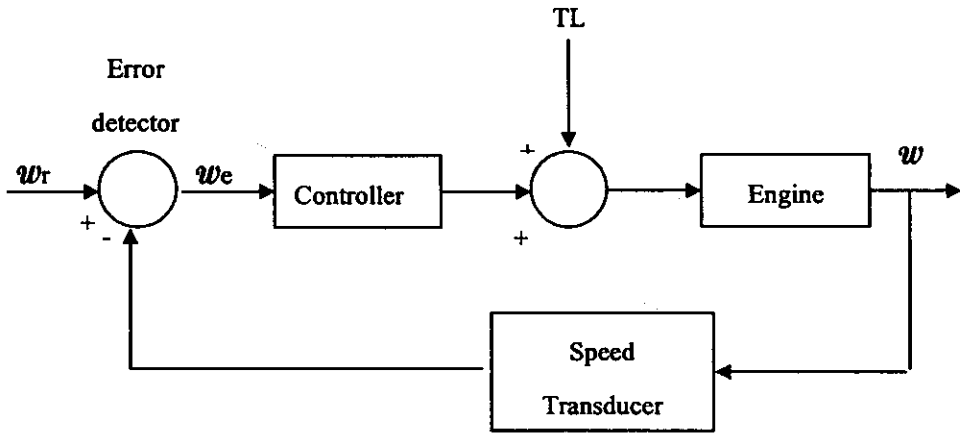 TL
Error
detector
wr
we
Controller
+
+
Engine
w
+
-
Speed
Transducer